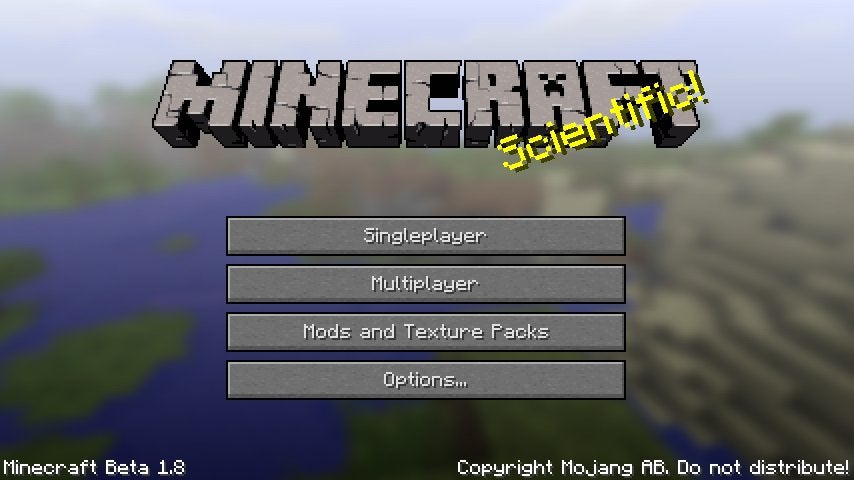 MINECRAFT
Scientific!
Singleplayer
Multiplayer
Mods and Texture Packs
Options...
Minecraft Beta 1.8
Copyright Mojang AB. Do not distribute!